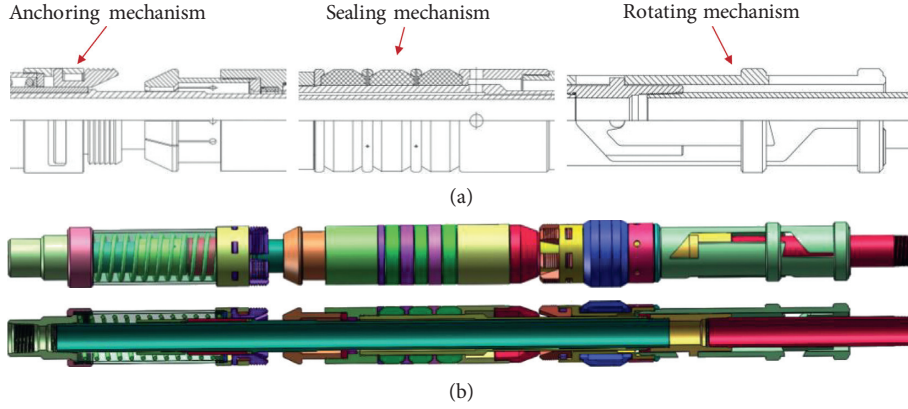 Anchoring mechanism
Sealing mechanism
Rotating mechanism
(a)
(b)